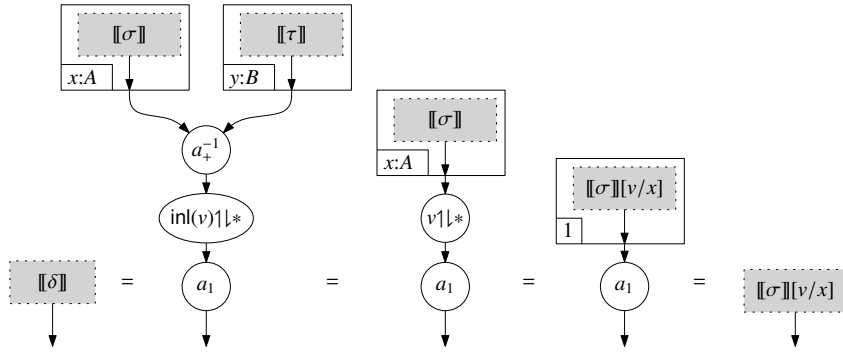 ⟦σ⟧ ⟦τ⟧
x:A y:B
a₊⁻¹
⟦σ⟧
x:A
inl(v)↿⇂* v↿⇂* ⟦σ⟧[v/x]
1
⟦δ⟧ = a₁ = a₁ = a₁ = ⟦σ⟧[v/x]